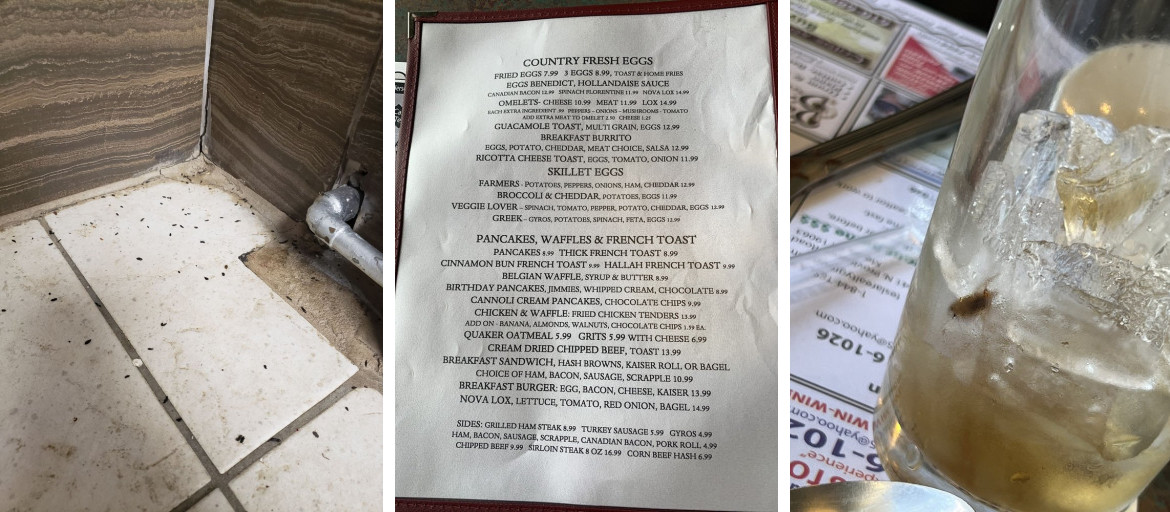 COUNTRY FRESH EGGS
FRIED EGGS 7.99 3 EGGS 8.99, TOAST & HOME FRIES
EGGS BENEDICT, HOLLANDAISE SAUCE
CANADIAN BACON 12.99 SPINACH FLORENTINE 11.99 NOVA LOX 14.99
OMELETS- CHEESE 10.99 MEAT 11.99 LOX 14.99
EACH EXTRA INGREDIENT .99 PEPPERS - ONIONS - MUSHROOMS - TOMATO
ADD EXTRA MEAT TO OMELET 2.50 CHEESE 1.25
GUACAMOLE TOAST, MULTI GRAIN, EGGS 12.99
BREAKFAST BURRITO
EGGS, POTATO, CHEDDAR, MEAT CHOICE, SALSA 12.99
RICOTTA CHEESE TOAST, EGGS, TOMATO, ONION 11.99
SKILLET EGGS
FARMERS - POTATOES, PEPPERS, ONIONS, HAM, CHEDDAR 12.99
BROCCOLI & CHEDDAR, POTATOES, EGGS 11.99
VEGGIE LOVER - SPINACH, TOMATO, PEPPER, POTATO, CHEDDAR, EGGS 12.99
GREEK - GYROS, POTATOES, SPINACH, FETA, EGGS 12.99
PANCAKES, WAFFLES & FRENCH TOAST
PANCAKES 8.99 THICK FRENCH TOAST 8.99
CINNAMON BUN FRENCH TOAST 9.99 HALLAH FRENCH TOAST 9.99
BELGIAN WAFFLE, SYRUP & BUTTER 8.99
BIRTHDAY PANCAKES, JIMMIES, WHIPPED CREAM, CHOCOLATE 8.99
CANNOLI CREAM PANCAKES, CHOCOLATE CHIPS 9.99
CHICKEN & WAFFLE: FRIED CHICKEN TENDERS 13.99
ADD ON - BANANA, ALMONDS, WALNUTS, CHOCOLATE CHIPS 1.59 EA.
QUAKER OATMEAL 5.99 GRITS 5.99 WITH CHEESE 6.99
CREAM DRIED CHIPPED BEEF, TOAST 13.99
BREAKFAST SANDWICH, HASH BROWNS, KAISER ROLL OR BAGEL
CHOICE OF HAM, BACON, SAUSAGE, SCRAPPLE 10.99
BREAKFAST BURGER: EGG, BACON, CHEESE, KAISER 13.99
NOVA LOX, LETTUCE, TOMATO, RED ONION, BAGEL 14.99
SIDES: GRILLED HAM STEAK 8.99 TURKEY SAUSAGE 5.99 GYROS 4.99
HAM, BACON, SAUSAGE, SCRAPPLE, CANADIAN BACON, PORK ROLL 4.99
CHIPPED BEEF 9.99 SIRLOIN STEAK 8 OZ 16.99 CORN BEEF HASH 6.99
1-844-
@yahoo.com
6-1026
WIN-WIN